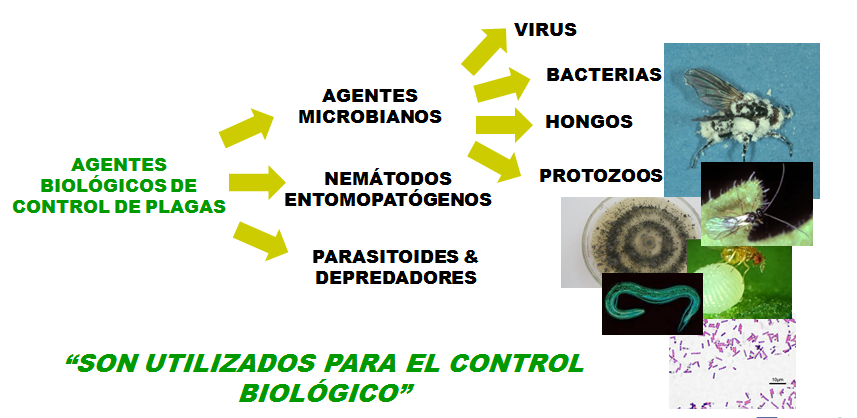 AGENTES
BIOLÓGICOS DE
CONTROL DE PLAGAS
AGENTES
MICROBIANOS
NEMÁTODOS
ENTOMOPATÓGENOS
PARASITOIDES &
DEPREDADORES
VIRUS
BACTERIAS
HONGOS
PROTOZOOS
10µm
“SON UTILIZADOS PARA EL CONTROL
BIOLÓGICO”